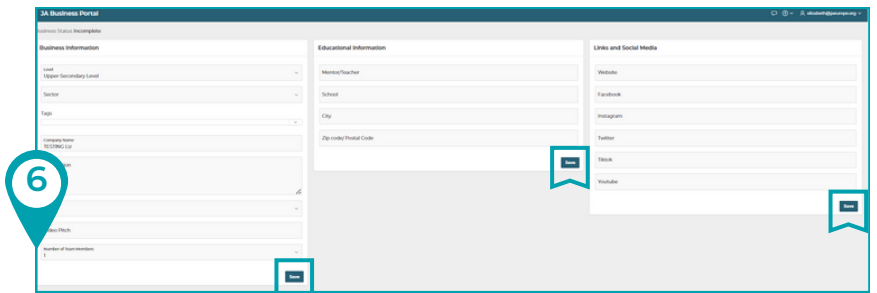 JA Business Portal
elizabeth@jaeurope.org
Business Status Incomplete
Business Information
Level
Upper Secondary Level
Sector
Tags
Company Name
TESTING Liz
6
Video Pitch
Number of Team Members
1
Save
Educational Information
Mentor/Teacher
School
City
Zip code/ Postal Code
Save
Links and Social Media
Website
Facebook
Instagram
Twitter
Tiktok
Youtube
Save